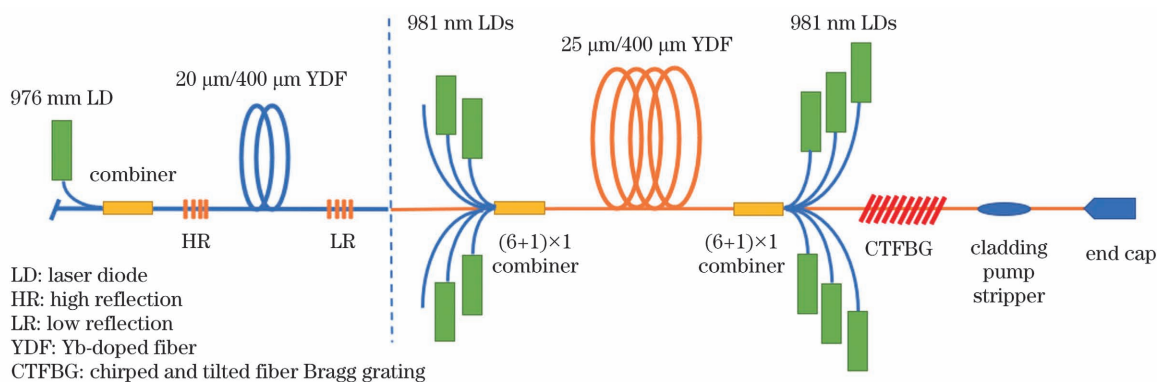 981 nm LDs
25 μm/400 μm YDF
981 nm LDs
20 μm/400 μm YDF
976 mm LD
combiner
HR
LR
(6+1)×1
combiner
(6+1)×1
combiner
CTFBG
cladding
pump
stripper
end cap
LD: laser diode
HR: high reflection
LR: low reflection
YDF: Yb-doped fiber
CTFBG: chirped and tilted fiber Bragg grating